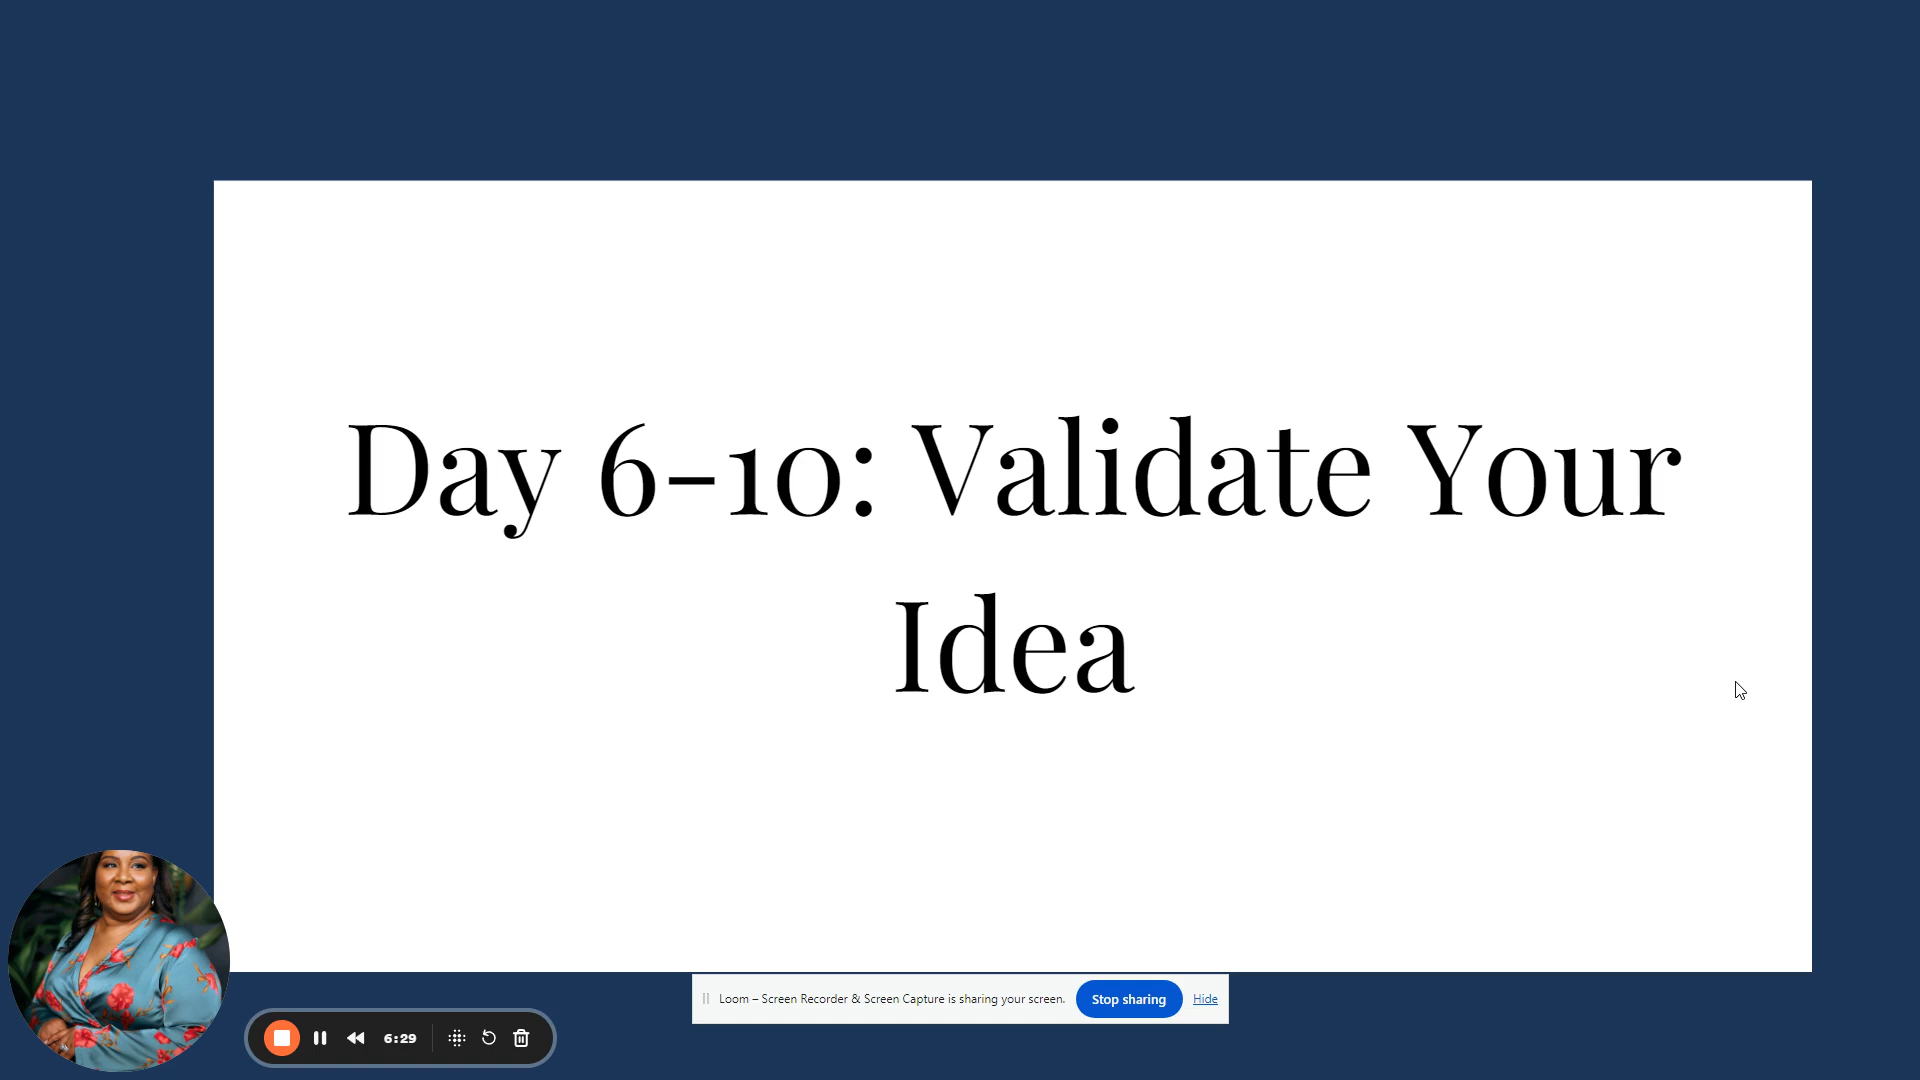 Day 6-10: Validate Your
Idea
Loom – Screen Recorder & Screen Capture is sharing your screen. Stop sharing Hide
6:29